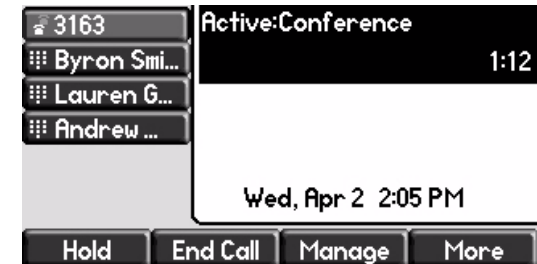 3163
Byron Smi...
Lauren G...
Andrew ...
Active:Conference
1:12
Wed, Apr 2 2:05 PM
Hold End Call Manage More